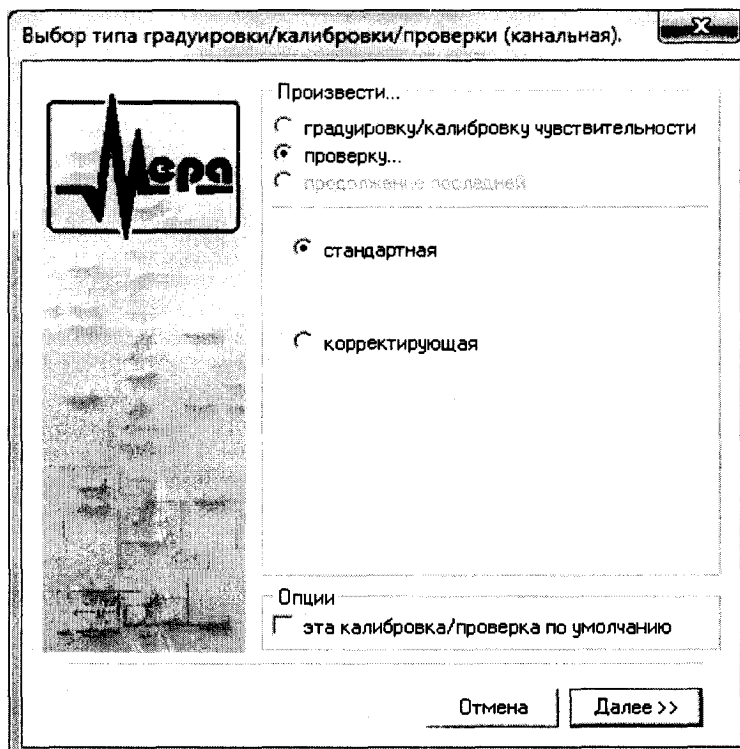 Выбор типа градуировки/калибровки/проверки (канальная).
Мера
Произвести...
градуировку/калибровку чувствительности
проверку...
продолжение последней
стандартная
корректирующая
Опции
эта калибровка/проверка по умолчанию
Отмена
Далее >>